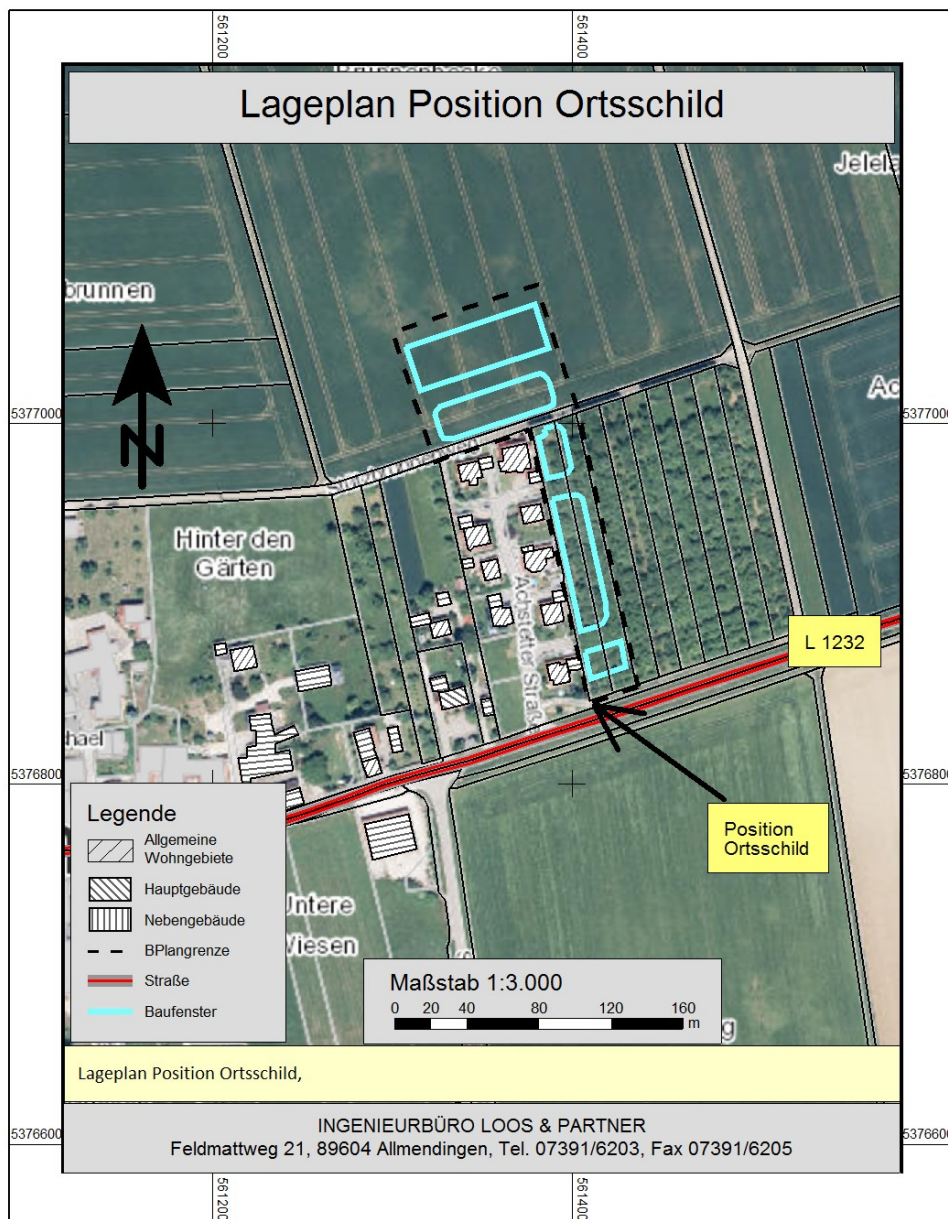 561200
561400
Lageplan Position Ortsschild
brunnen
5377000
5377000
N
Hinter den
Gärten
Achstetter Straße
L 1232
5376800
5376800
Position
Ortsschild
Legende
Allgemeine
Wohngebiete
Hauptgebäude
Nebengebäude
BPlangrenze
Straße
Baufenster
Untere
Wiesen
Maßstab 1:3.000
0 20 40 80 120 160
m
Lageplan Position Ortsschild,
INGENIEURBÜRO LOOS & PARTNER
Feldmattweg 21, 89604 Allmendingen, Tel. 07391/6203, Fax 07391/6205
5376600
5376600
561200
561400